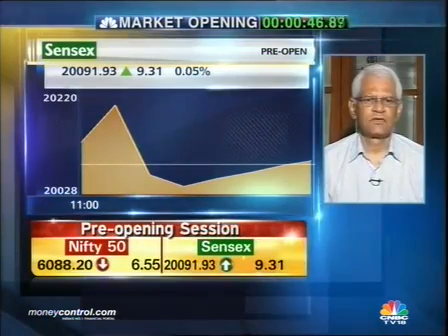 MARKET OPENING 00:00:46.89
Sensex PRE-OPEN
20091.93 9.31 0.05%
20220
20028
11:00
Pre-opening Session
Nifty 50 Sensex
6088.20 6.55 20091.93 9.31
moneycontrol.com
CNBC
TV18